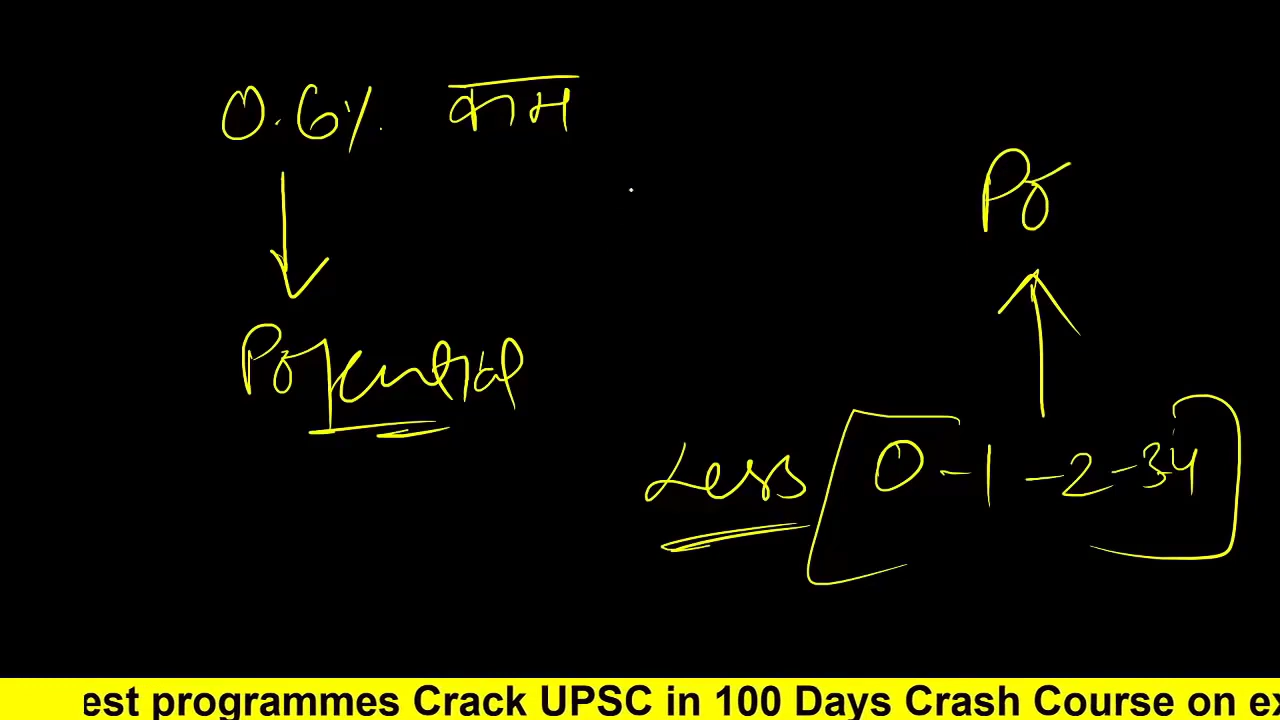 0.6% काम
Po
Potential
Less 0-1-2-34
est programmes Crack UPSC in 100 Days Crash Course on ex